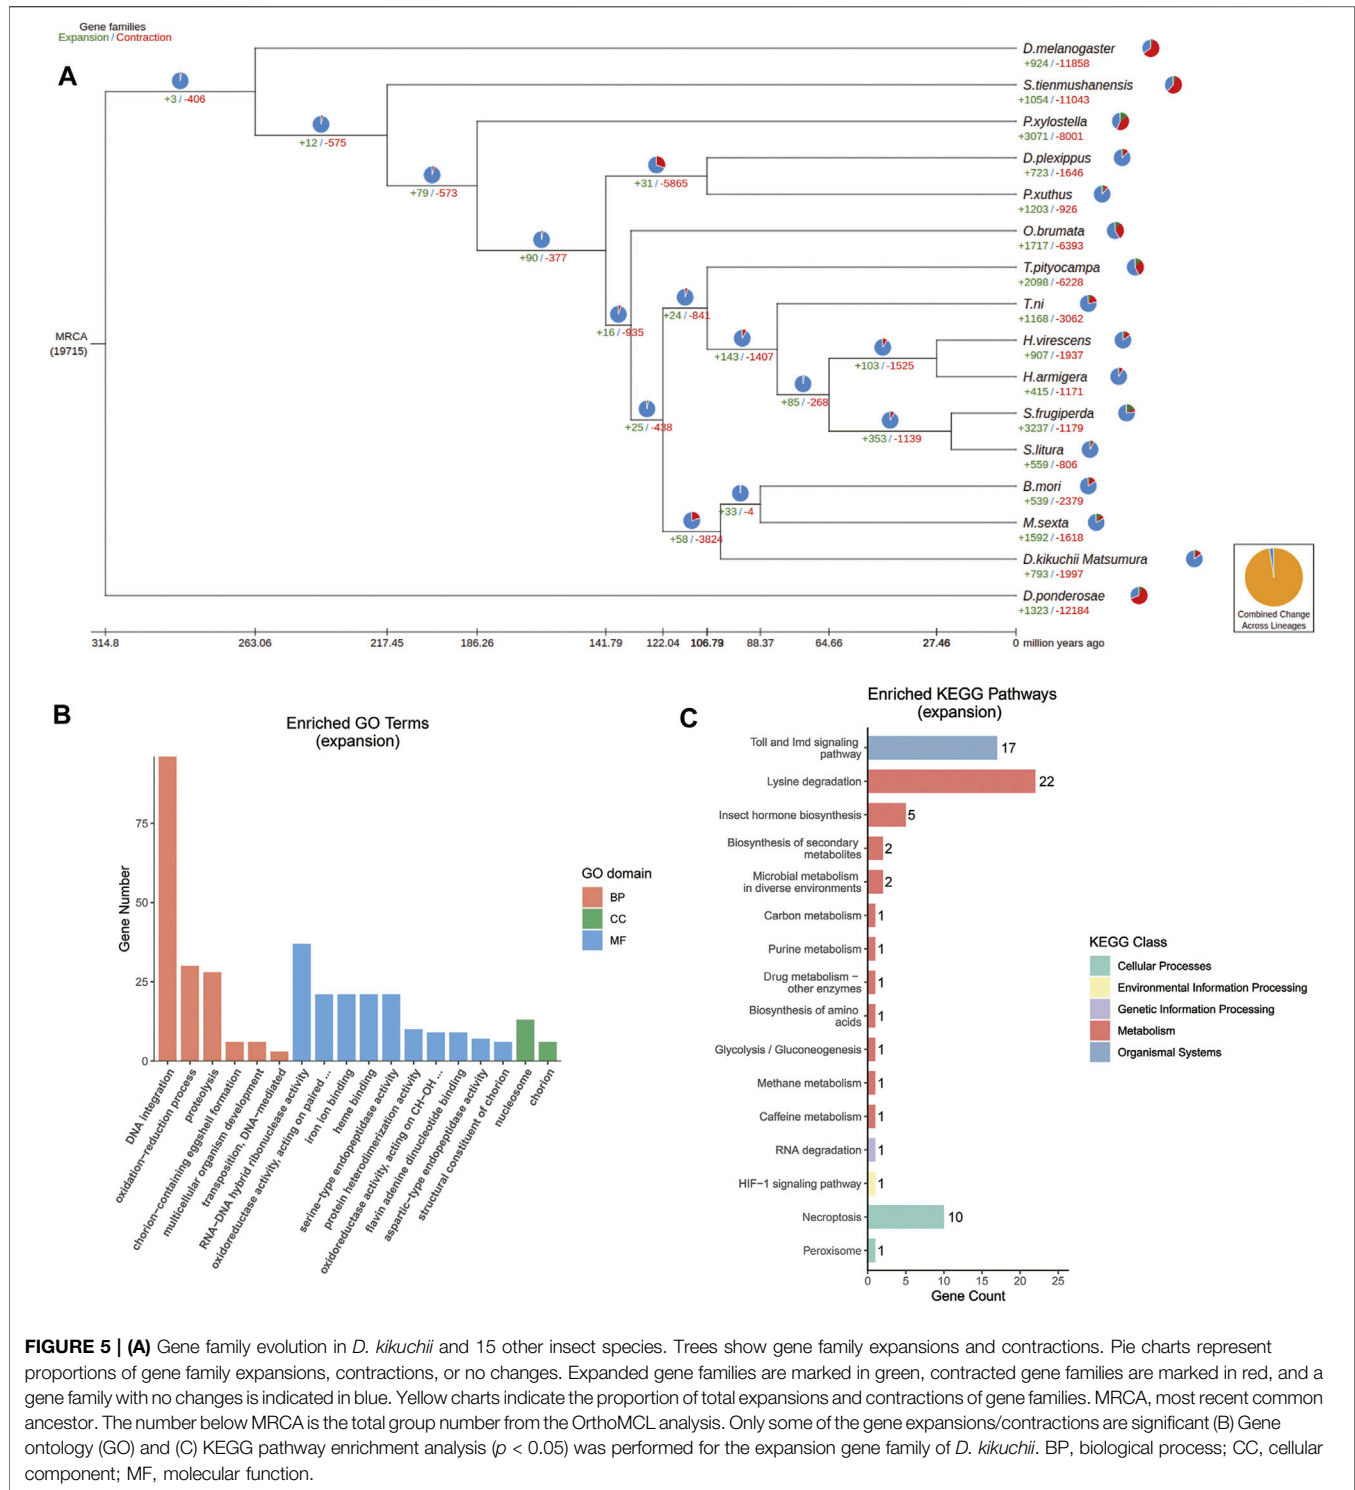 Gene families
Expansion / Contraction
A
D.melanogaster
+924 / -11858
S.tienmushanensis
+1054 / -11043
P.xylostella
+3071 / -8001
D.plexippus
+723 / -1646
P.xuthus
+1203 / -926
O.brumata
+1717 / -6393
T.pityocampa
+2098 / -6228
T.ni
+1168 / -3062
H.virescens
+907 / -1937
H.armigera
+415 / -1171
S.frugiperda
+3237 / -1179
S.litura
+559 / -806
B.mori
+539 / -2379
M.sexta
+1592 / -1618
D.kikuchii Matsumura
+793 / -1997
D.ponderosae
+1323 / -12184
+3 / -406
+12 / -575
+79 / -573
+90 / -377
+31 / -5865
+16 / -935
+25 / -438
+24 / -841
+143 / -1407
+85 / -268
+103 / -1525
+353 / -1139
+58 / -3824
+33 / -4
MRCA
(19715)
Combined Change
Across Lineages
314.8 263.06 217.45 186.26 141.79 122.04 106.79 88.37 64.66 27.46 0 million years ago
B
Enriched GO Terms
(expansion)
Gene Number
75
50
25
0
DNA integration
oxidation−reduction process
proteolysis
chorion−containing eggshell formation
multicellular organism development
transposition, DNA−mediated
RNA−DNA hybrid ribonuclease activity
oxidoreductase activity, acting on paired ...
iron ion binding
heme binding
serine−type endopeptidase activity
protein heterodimerization activity
oxidoreductase activity, acting on CH−OH ...
flavin adenine dinucleotide binding
aspartic−type endopeptidase activity
structural constituent of chorion
nucleosome
chorion
GO domain
BP
CC
MF
C
Enriched KEGG Pathways
(expansion)
Toll and Imd signaling
pathway
17
Lysine degradation 22
Insect hormone biosynthesis 5
Biosynthesis of secondary
metabolites
2
Microbial metabolism
in diverse environments
2
Carbon metabolism 1
Purine metabolism 1
Drug metabolism −
other enzymes
1
Biosynthesis of amino
acids
1
Glycolysis / Gluconeogenesis 1
Methane metabolism 1
Caffeine metabolism 1
RNA degradation 1
HIF−1 signaling pathway 1
Necroptosis 10
Peroxisome 1
0 5 10 15 20 25
Gene Count
KEGG Class
Cellular Processes
Environmental Information Processing
Genetic Information Processing
Metabolism
Organismal Systems
FIGURE 5 | (A) Gene family evolution in D. kikuchii and 15 other insect species. Trees show gene family expansions and contractions. Pie charts represent
proportions of gene family expansions, contractions, or no changes. Expanded gene families are marked in green, contracted gene families are marked in red, and a
gene family with no changes is indicated in blue. Yellow charts indicate the proportion of total expansions and contractions of gene families. MRCA, most recent common
ancestor. The number below MRCA is the total group number from the OrthoMCL analysis. Only some of the gene expansions/contractions are significant (B) Gene
ontology (GO) and (C) KEGG pathway enrichment analysis (p < 0.05) was performed for the expansion gene family of D. kikuchii. BP, biological process; CC, cellular
component; MF, molecular function.